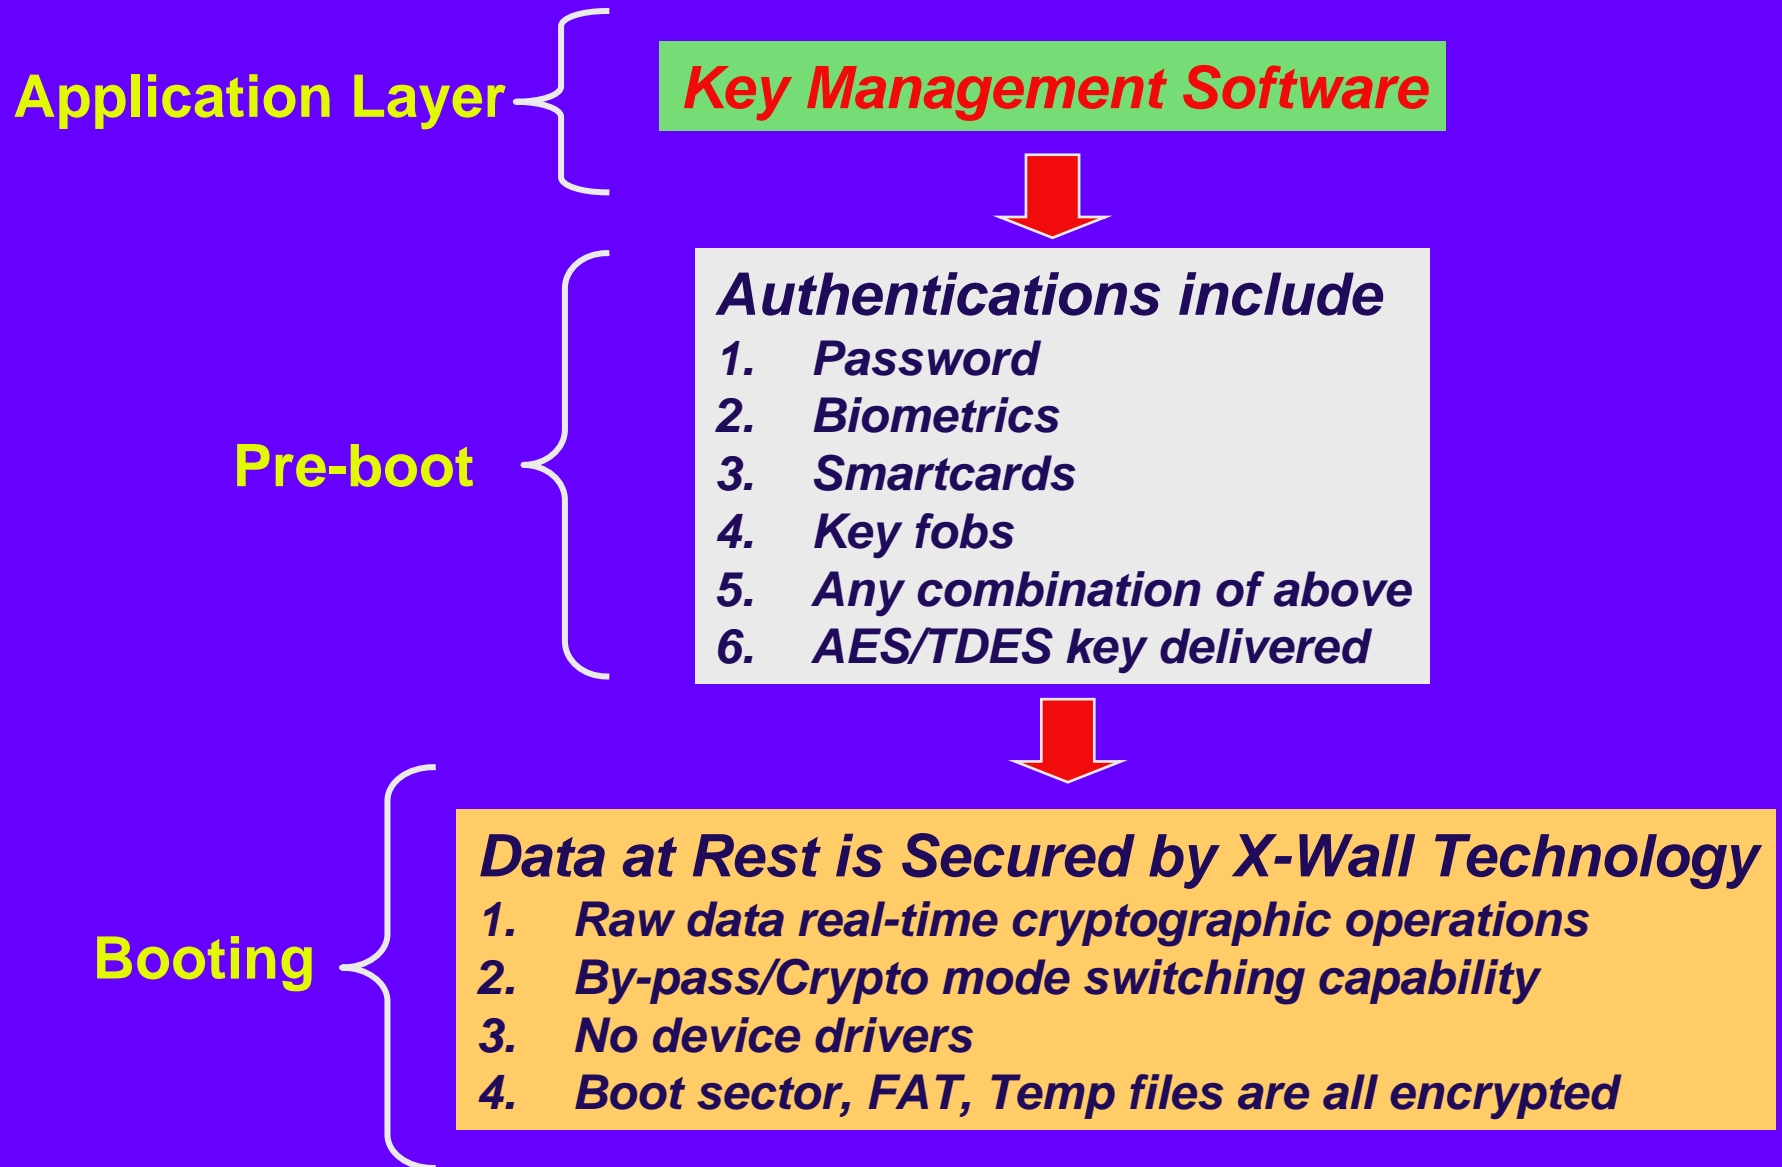 Application Layer
Key Management Software
Pre-boot
Authentications include
1. Password
2. Biometrics
3. Smartcards
4. Key fobs
5. Any combination of above
6. AES/TDES key delivered
Booting
Data at Rest is Secured by X-Wall Technology
1. Raw data real-time cryptographic operations
2. By-pass/Crypto mode switching capability
3. No device drivers
4. Boot sector, FAT, Temp files are all encrypted